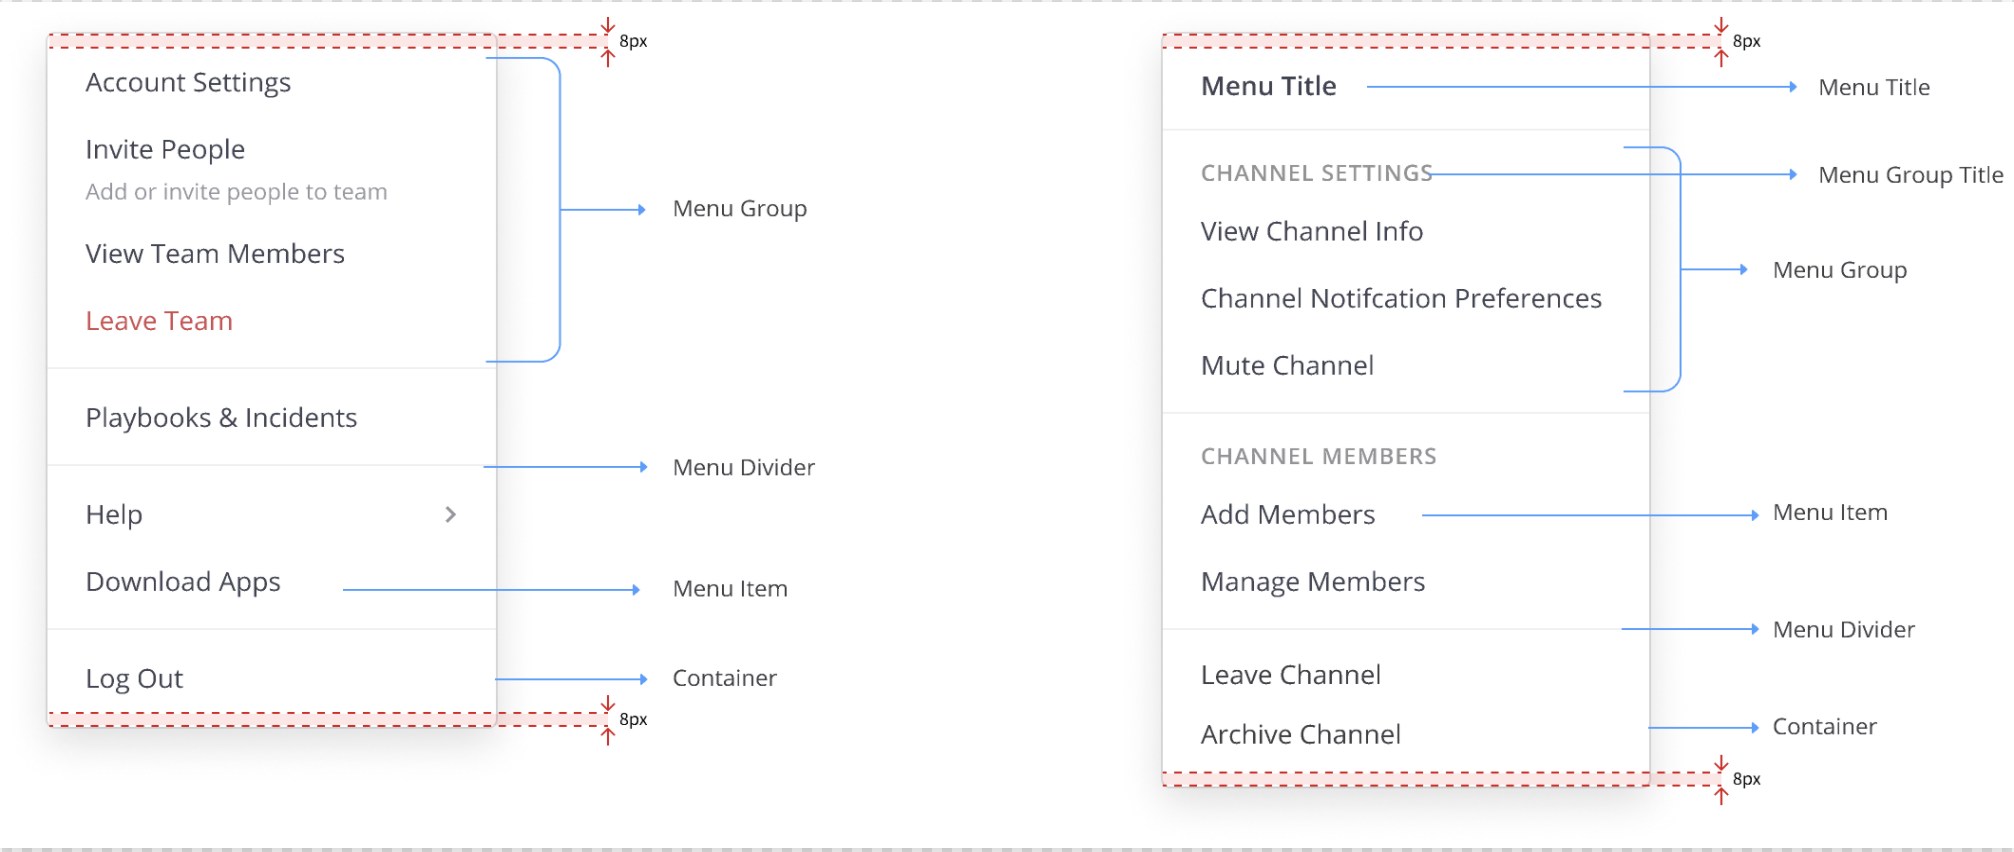 8px
Account Settings
Invite People
Add or invite people to team
View Team Members
Leave Team
Menu Group
Playbooks & Incidents
Menu Divider
Help
Download Apps
Menu Item
Log Out
Container
8px
8px
Menu Title
Menu Title
CHANNEL SETTINGS
Menu Group Title
View Channel Info
Menu Group
Channel Notifcation Preferences
Mute Channel
CHANNEL MEMBERS
Add Members
Menu Item
Manage Members
Menu Divider
Leave Channel
Archive Channel
Container
8px